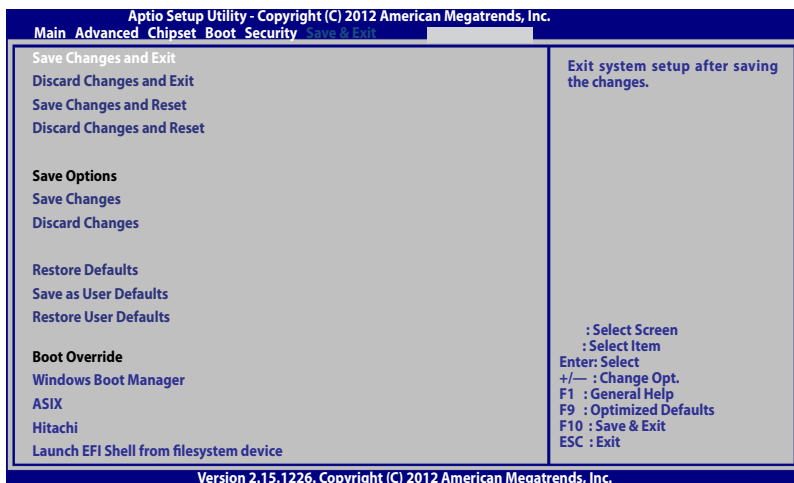 Aptio Setup Utility - Copyright (C) 2012 American Megatrends, Inc.
Main Advanced Chipset Boot Security Save & Exit
Save Changes and Exit
Discard Changes and Exit
Save Changes and Reset
Discard Changes and Reset
Save Options
Save Changes
Discard Changes
Restore Defaults
Save as User Defaults
Restore User Defaults
Boot Override
Windows Boot Manager
ASIX
Hitachi
Launch EFI Shell from filesystem device
Exit system setup after saving
the changes.
: Select Screen
: Select Item
Enter: Select
+/— : Change Opt.
F1 : General Help
F9 : Optimized Defaults
F10 : Save & Exit
ESC : Exit
Version 2.15.1226. Copyright (C) 2012 American Megatrends, Inc.